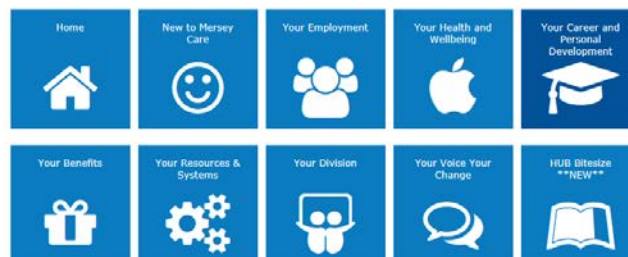 Home
New to Mersey
Care
Your Employment
Your Health and
Wellbeing
Your Career and
Personal
Development
Your Benefits
Your Resources &
Systems
Your Division
Your Voice Your
Change
HUB Bitesize
**NEW**